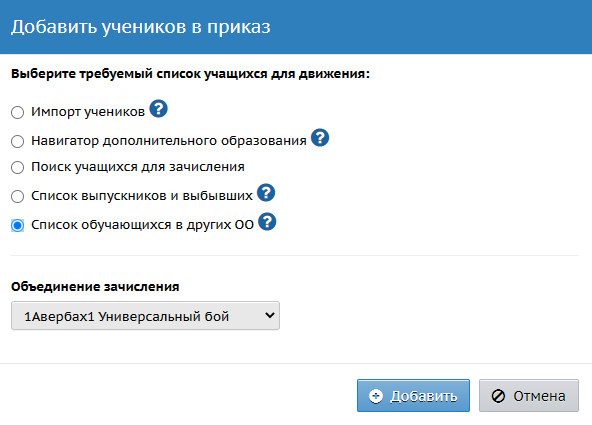 Добавить учеников в приказ
Выберите требуемый список учащихся для движения:
Импорт учеников ?
Навигатор дополнительного образования ?
Поиск учащихся для зачисления
Список выпускников и выбывших ?
Список обучающихся в других ОО ?
Объединение зачисления
1Авербах1 Универсальный бой
Добавить Отмена